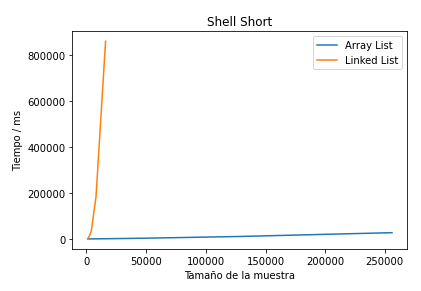 Shell Short
Array List
Linked List
Tiempo / ms
800000
600000
400000
200000
0
0
50000
100000
150000
200000
250000
Tamaño de la muestra